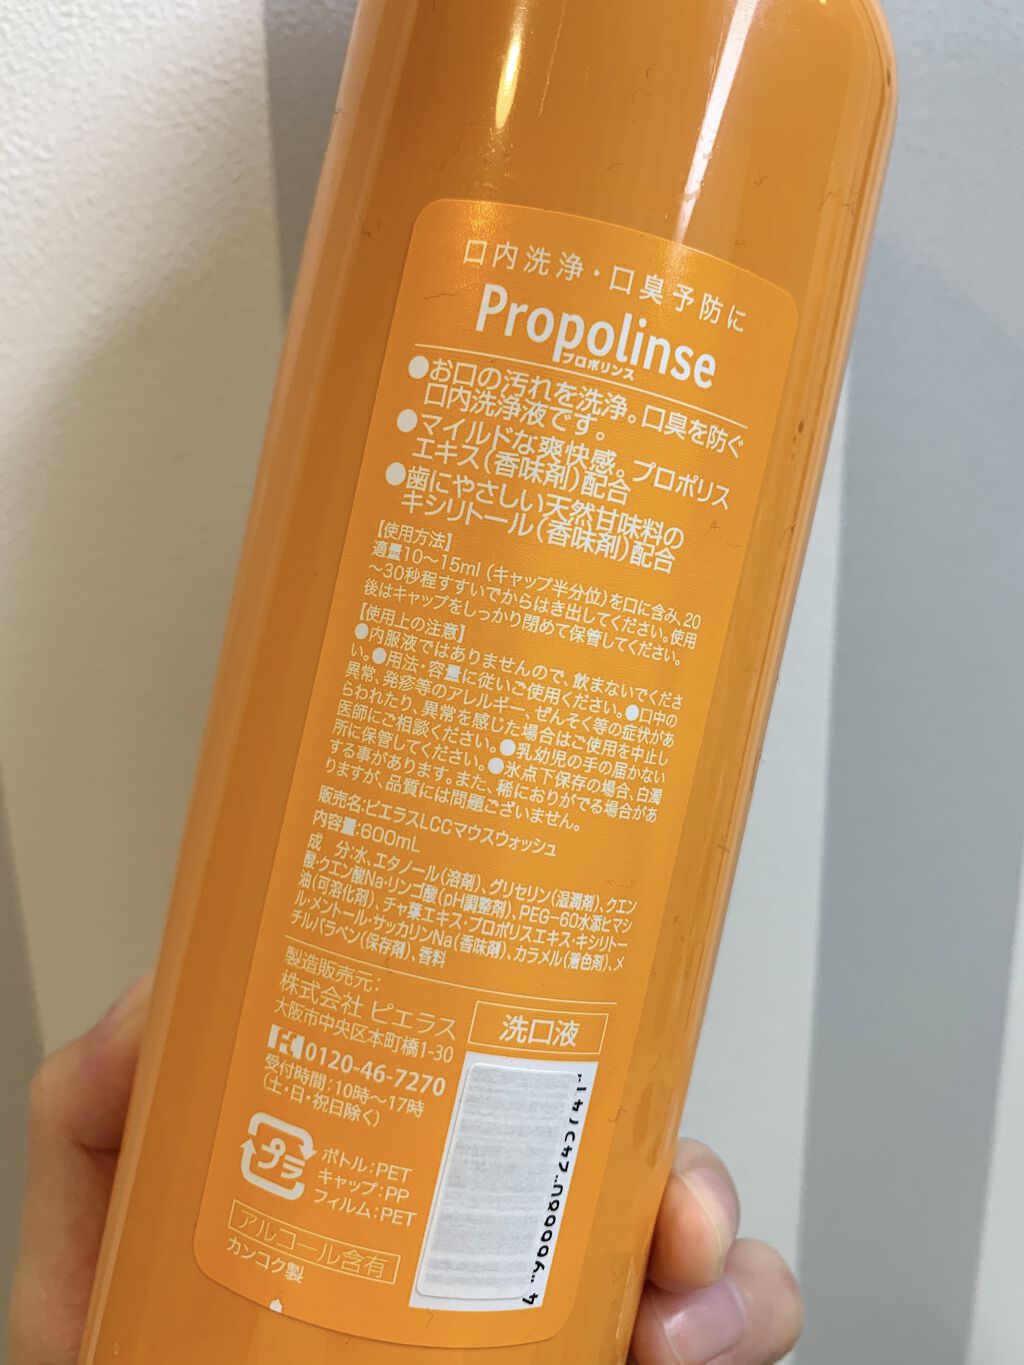 口内洗浄・口臭予防に
Propolinse
プロポリンス
●お口の汚れを洗浄。口臭を防ぐ
口内洗浄液です。
●マイルドな爽快感。プロポリス
エキス(香味剤)配合
●歯にやさしい天然甘味料の
キシリトール(香味剤)配合
【使用方法】
適量10〜15ml(キャップ半分位)を口に含み、20
〜30秒程すすいでからはき出してください。使用
後はキャップをしっかり閉めて保管してください。
【使用上の注意】
●内服液ではありませんので、飲まないでくださ
い。●用法・容量に従いご使用ください。●口中の
異常、発疹等のアレルギー、ぜんそく等の症状があ
らわれたり、異常を感じた場合はご使用を中止し
医師にご相談ください。●乳幼児の手の届かない
所に保管してください。●氷点下保存の場合、白濁
する事があります。また、稀におりがでる場合があ
りますが、品質には問題ございません。
販売名:ピエラスLCCマウスウォッシュ
内容量:600mL
成 分:水、エタノール(溶剤)、グリセリン(湿潤剤)、クエン
酸・クエン酸Na・リンゴ酸(pH調整剤)、PEG-60水添ヒマシ
油(可溶化剤)、チャ葉エキス・プロポリスエキス・キシリトー
ル・メントール・サッカリンNa(香味剤)、カラメル(着色剤)、メ
チルパラベン(保存剤)、香料
製造販売元:
株式会社 ピエラス
大阪市中央区本町橋1-30
0120-46-7270
受付時間:10時〜17時
(土・日・祝日除く)
プラ
ボトル:PET
キャップ:PP
フィルム:PET
アルコール含有
カンコク製
洗口液